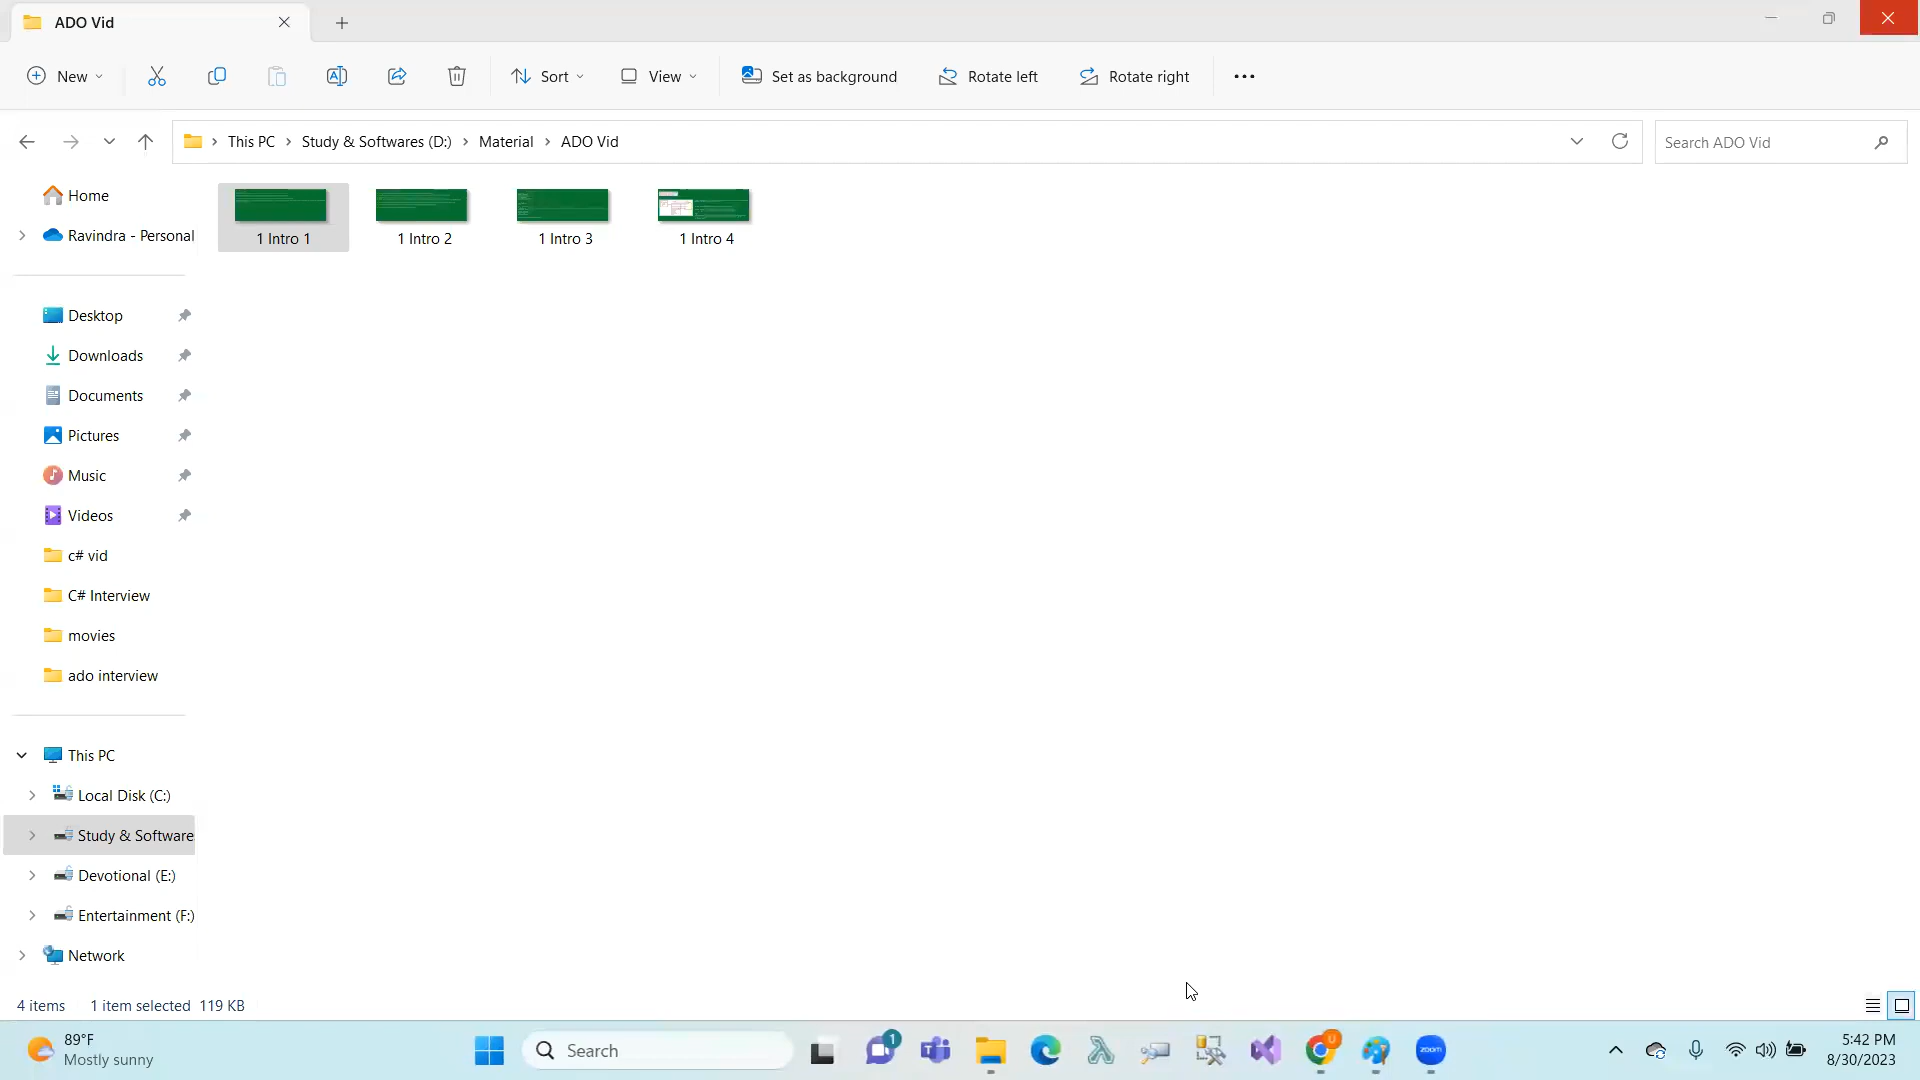 ADO Vid
New
Sort
View
Set as background
Rotate left
Rotate right
This PC
Study & Softwares (D:)
Material
ADO Vid
Search ADO Vid
Home
Ravindra - Personal
Desktop
Downloads
Documents
Pictures
Music
Videos
c# vid
C# Interview
movies
ado interview
This PC
Local Disk (C:)
Study & Software
Devotional (E:)
Entertainment (F:)
Network
1 Intro 1
1 Intro 2
1 Intro 3
1 Intro 4
4 items
1 item selected 119 KB
89°F
Mostly sunny
Search
1
zoom
5:42 PM
8/30/2023